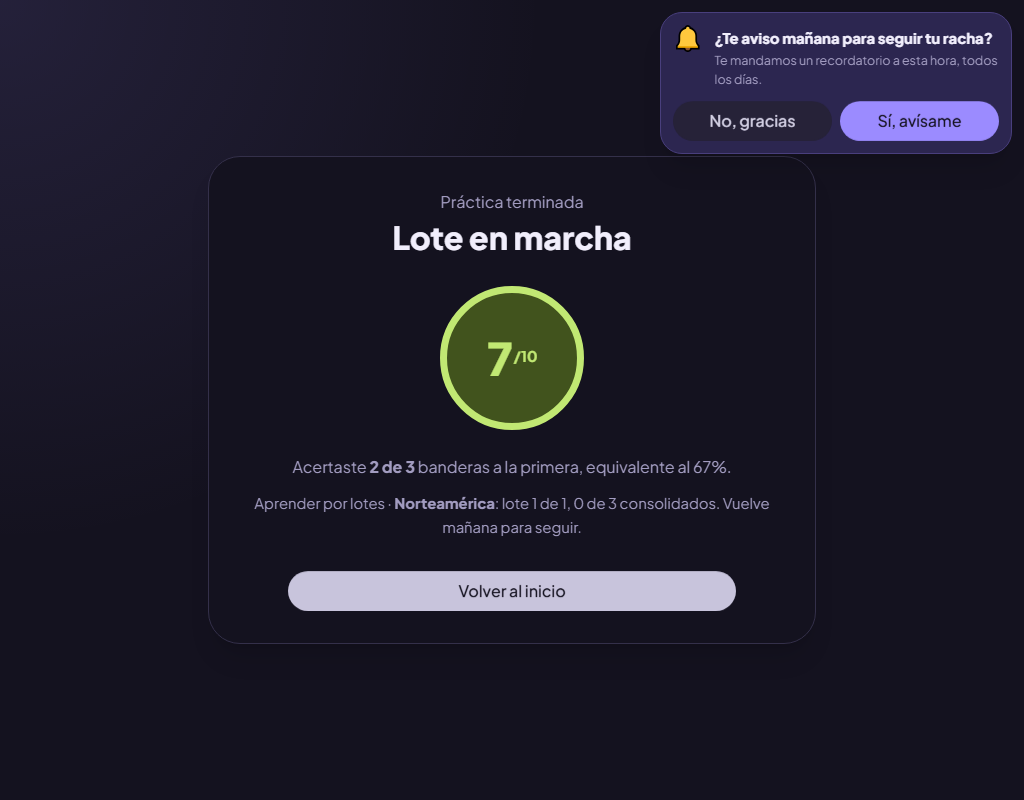 ¿Te aviso mañana para seguir tu racha?
Te mandamos un recordatorio a esta hora, todos
los días.
No, gracias
Sí, avísame
Práctica terminada
Lote en marcha
7/10
Acertaste 2 de 3 banderas a la primera, equivalente al 67%.
Aprender por lotes · Norteamérica: lote 1 de 1, 0 de 3 consolidados. Vuelve
mañana para seguir.
Volver al inicio